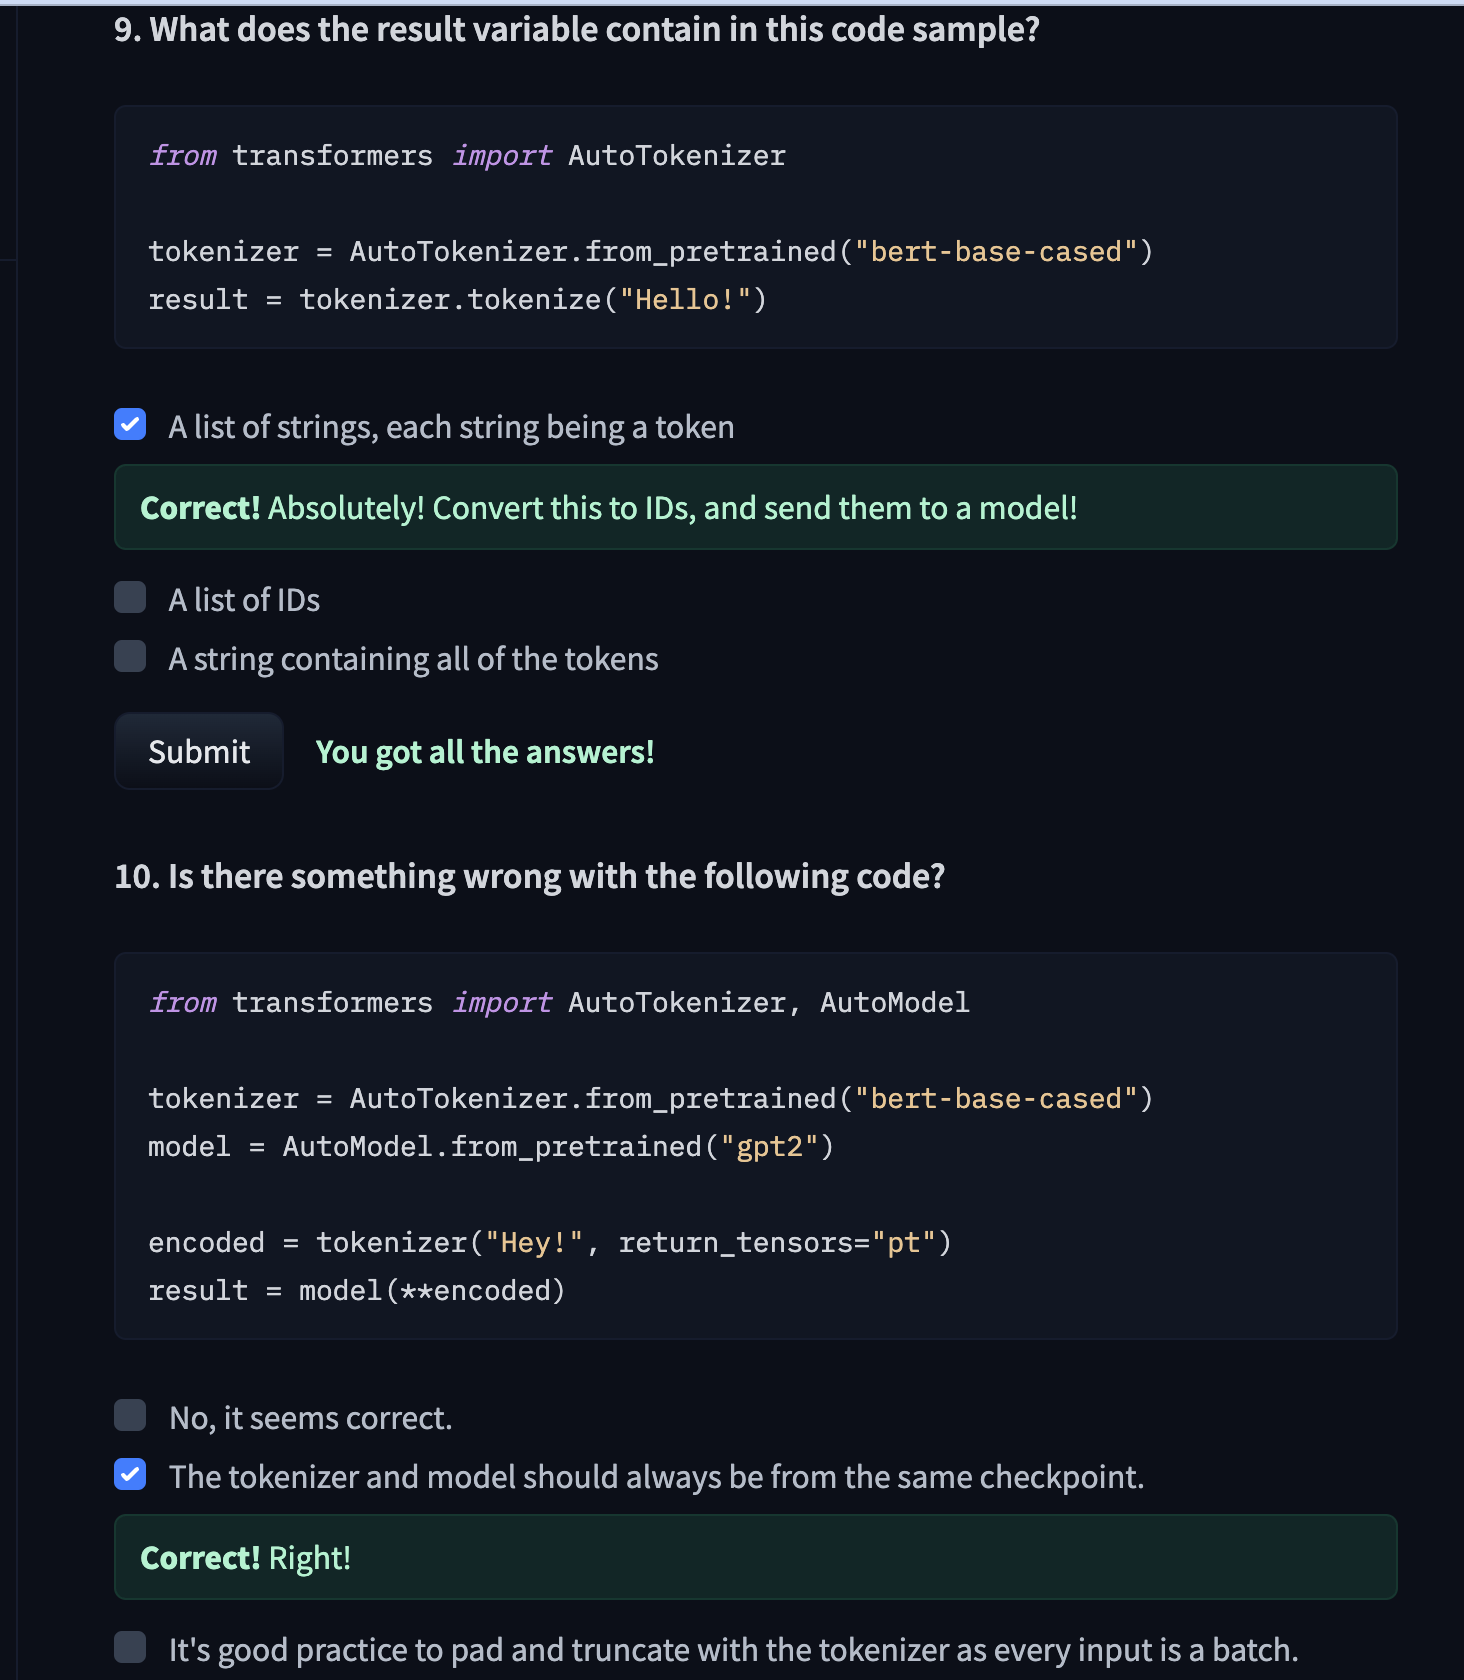 9. What does the result variable contain in this code sample?
from transformers import AutoTokenizer
tokenizer = AutoTokenizer.from_pretrained("bert-base-cased")
result = tokenizer.tokenize("Hello!")
A list of strings, each string being a token
Correct! Absolutely! Convert this to IDs, and send them to a model!
A list of IDs
A string containing all of the tokens
Submit You got all the answers!
10. Is there something wrong with the following code?
from transformers import AutoTokenizer, AutoModel
tokenizer = AutoTokenizer.from_pretrained("bert-base-cased")
model = AutoModel.from_pretrained("gpt2")
encoded = tokenizer("Hey!", return_tensors="pt")
result = model(**encoded)
No, it seems correct.
The tokenizer and model should always be from the same checkpoint.
Correct! Right!
It's good practice to pad and truncate with the tokenizer as every input is a batch.